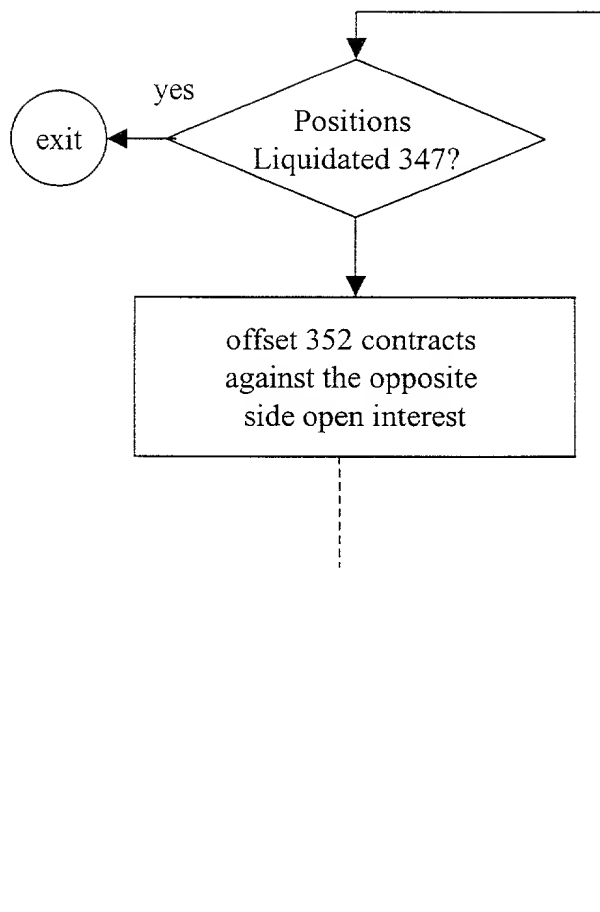 yes
exit
Positions
Liquidated 347?
offset 352 contracts
against the opposite
side open interest